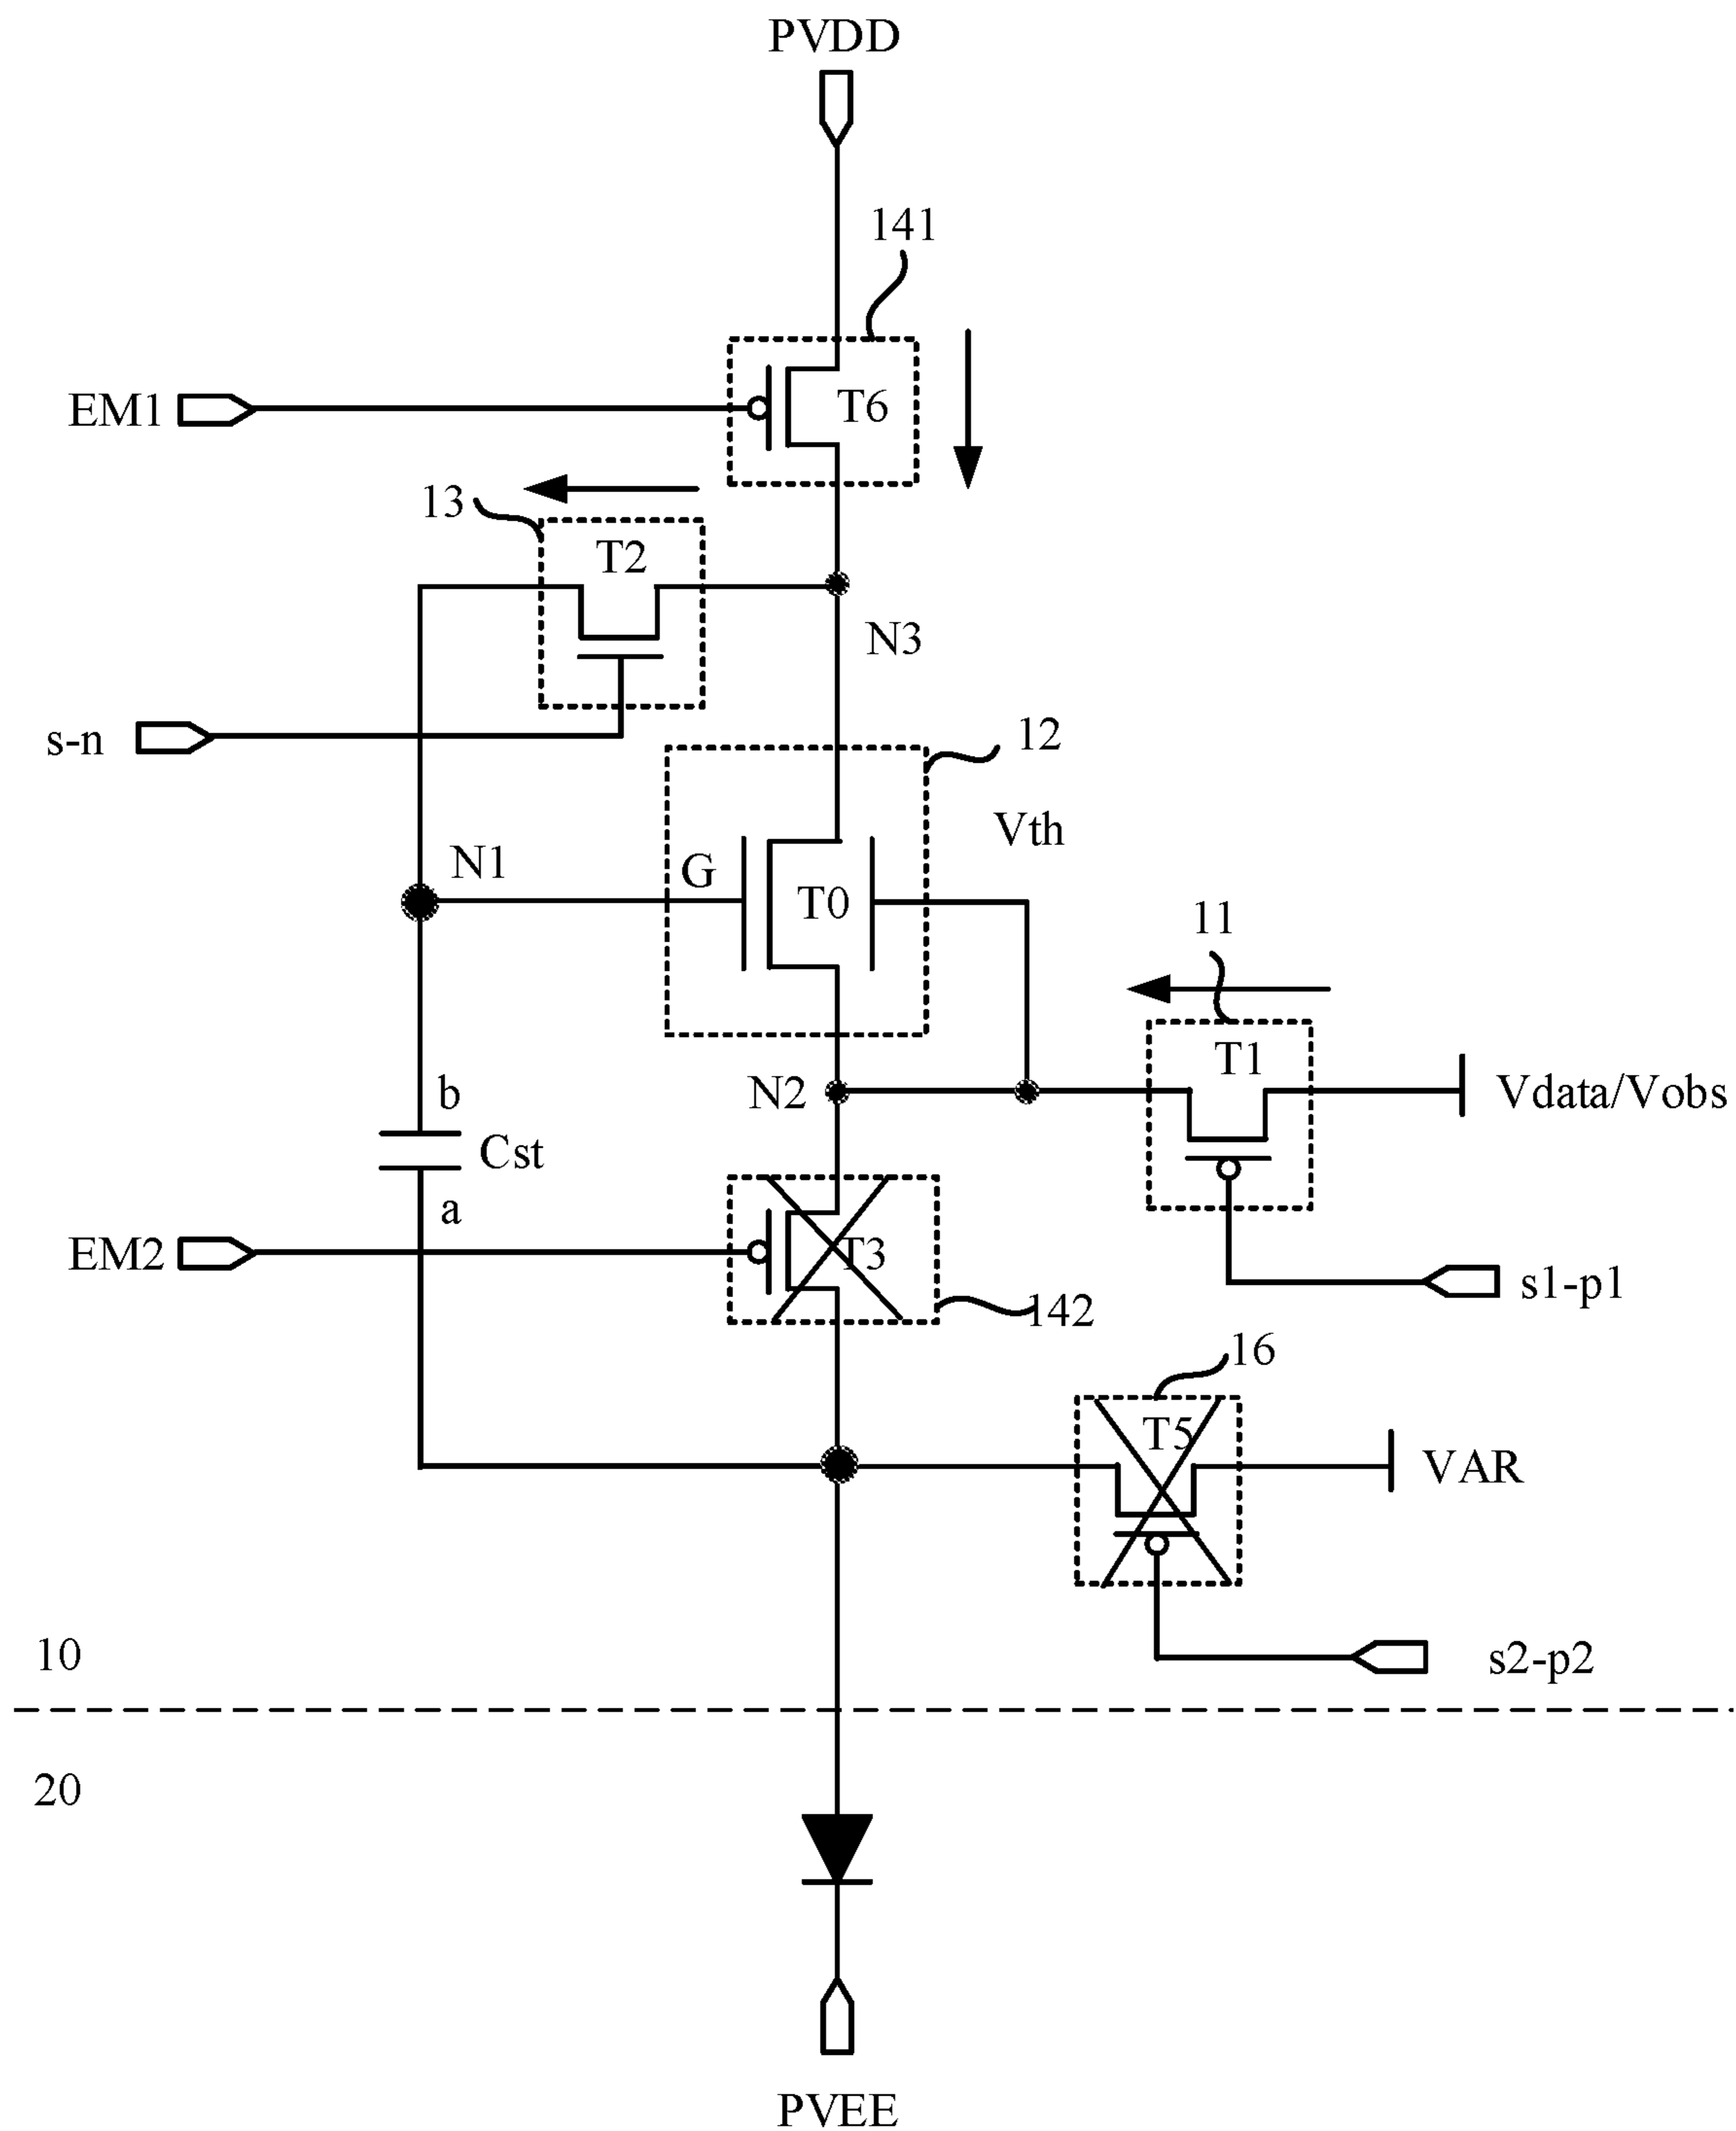 PVDD
141
EM1
T6
13
T2
N3
s-n
12
Vth
N1
G
T0
11
T1
N2
Vdata/Vobs
b
Cst
a
EM2
T3
s1-p1
142
16
T5
VAR
10
s2-p2
20
PVEE